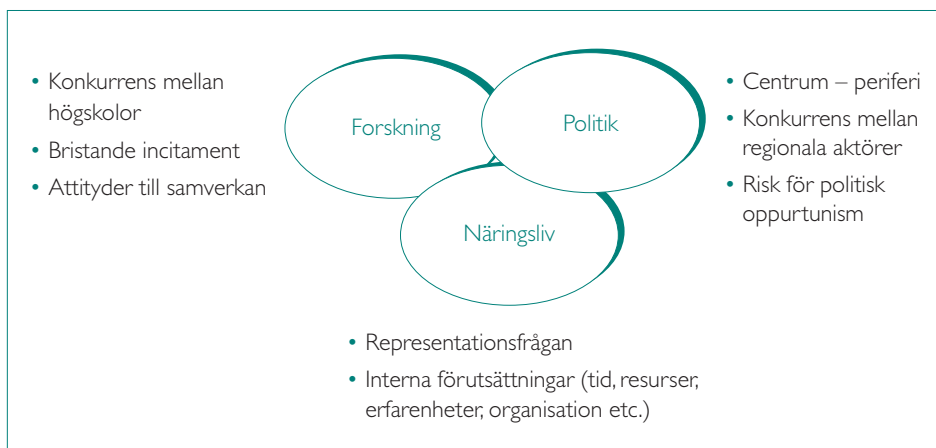 • Konkurrens mellan
högskolor
• Bristande incitament
• Attityder till samverkan
Forskning
Politik
Näringsliv
• Centrum – periferi
• Konkurrens mellan
regionala aktörer
• Risk för politisk
oppurtunism
• Representationsfrågan
• Interna förutsättningar (tid, resurser,
erfarenheter, organisation etc.)